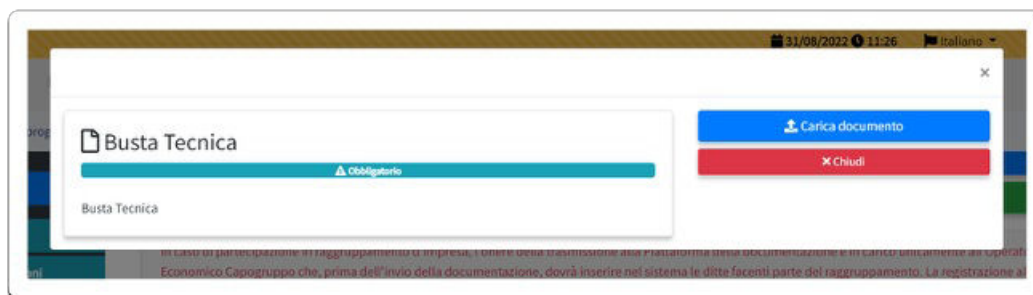 31/08/2022 11:26 Italiano
×
Busta Tecnica
Carica documento
Obbligatorio
Chiudi
Busta Tecnica
in caso di partecipazione in raggruppamento d'impresa, l'onere della trasmissione alla Piattaforma della documentazione è in carico unicamente all'Operat
Economico Capogruppo che, prima dell'invio della documentazione, dovrà inserire nel sistema le ditte facenti parte del raggruppamento. La registrazione a